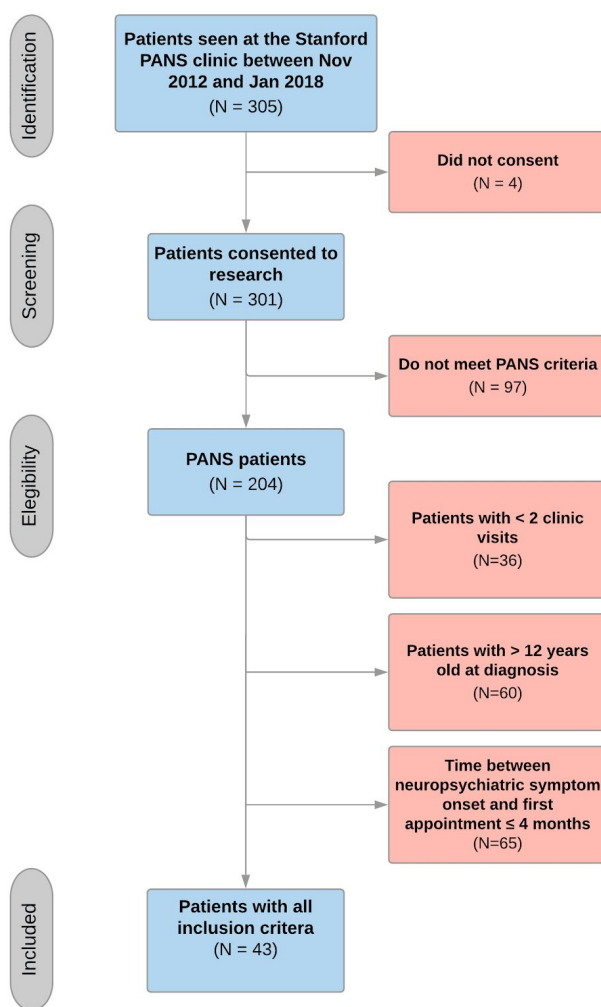 Identification
Patients seen at the Stanford
PANS clinic between Nov
2012 and Jan 2018
(N = 305)
Did not consent
(N = 4)
Screening
Patients consented to
research
(N = 301)
Do not meet PANS criteria
(N = 97)
Elegibility
PANS patients
(N = 204)
Patients with < 2 clinic
visits
(N=36)
Patients with > 12 years
old at diagnosis
(N=60)
Time between
neuropsychiatric symptom
onset and first
appointment ≤ 4 months
(N=65)
Included
Patients with all
inclusion critera
(N = 43)